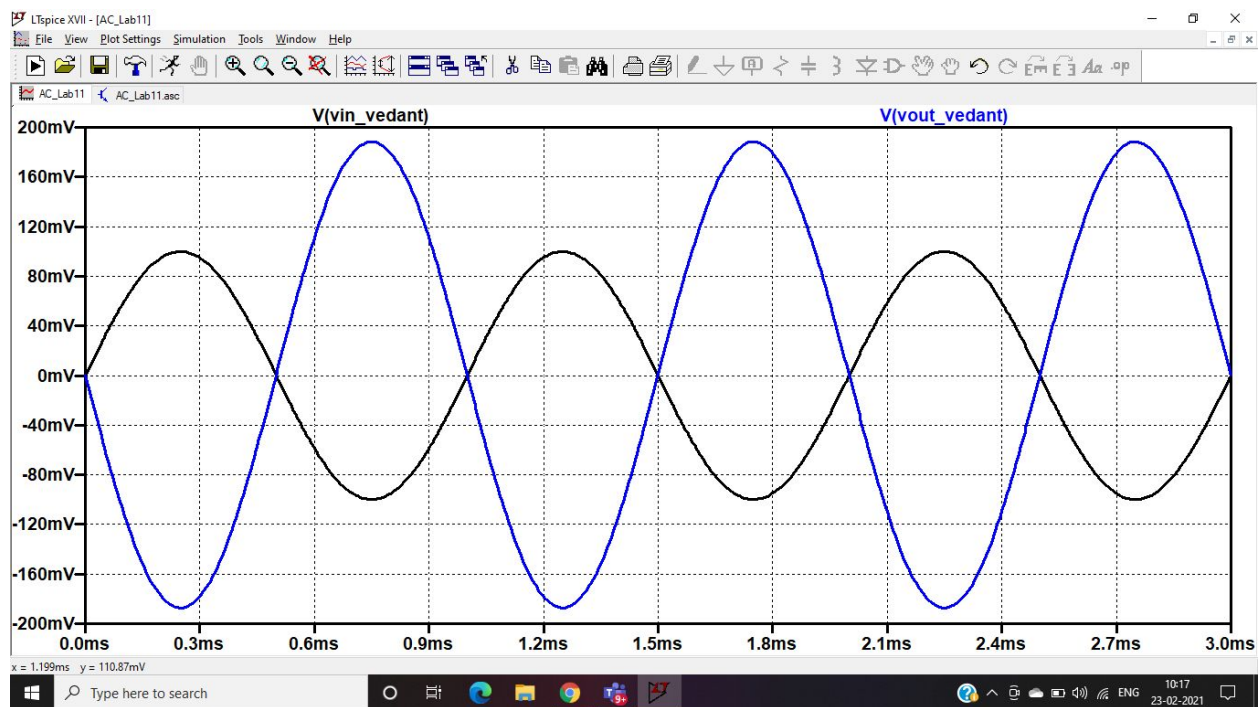 LTspice XVII - [AC_Lab11]
File View Plot Settings Simulation Tools Window Help
AC_Lab11 AC_Lab11.asc
V(vin_vedant) V(vout_vedant)
200mV
160mV
120mV
80mV
40mV
0mV
-40mV
-80mV
-120mV
-160mV
-200mV
0.0ms 0.3ms 0.6ms 0.9ms 1.2ms 1.5ms 1.8ms 2.1ms 2.4ms 2.7ms 3.0ms
x = 1.199ms y = 110.87mV
Type here to search
9+
ENG
10:17
23-02-2021